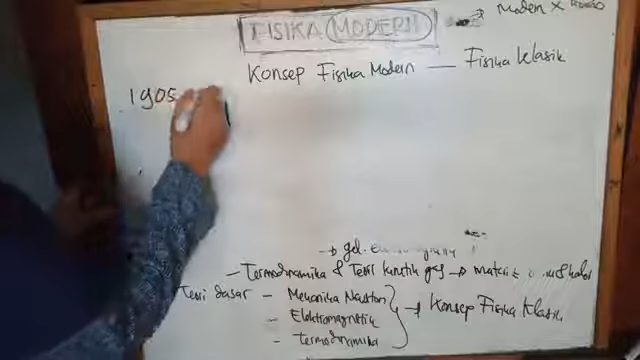 → Modern X
FISIKA MODERN
Konsep Fisika Modern — Fisika Klasik
1905
→ gel.
- Termodinamika & Teori kinetik gas → materi
Teori dasar - Mekanika Newton
- Elektromagnetik → Konsep Fisika Klasik
- Termodinamika